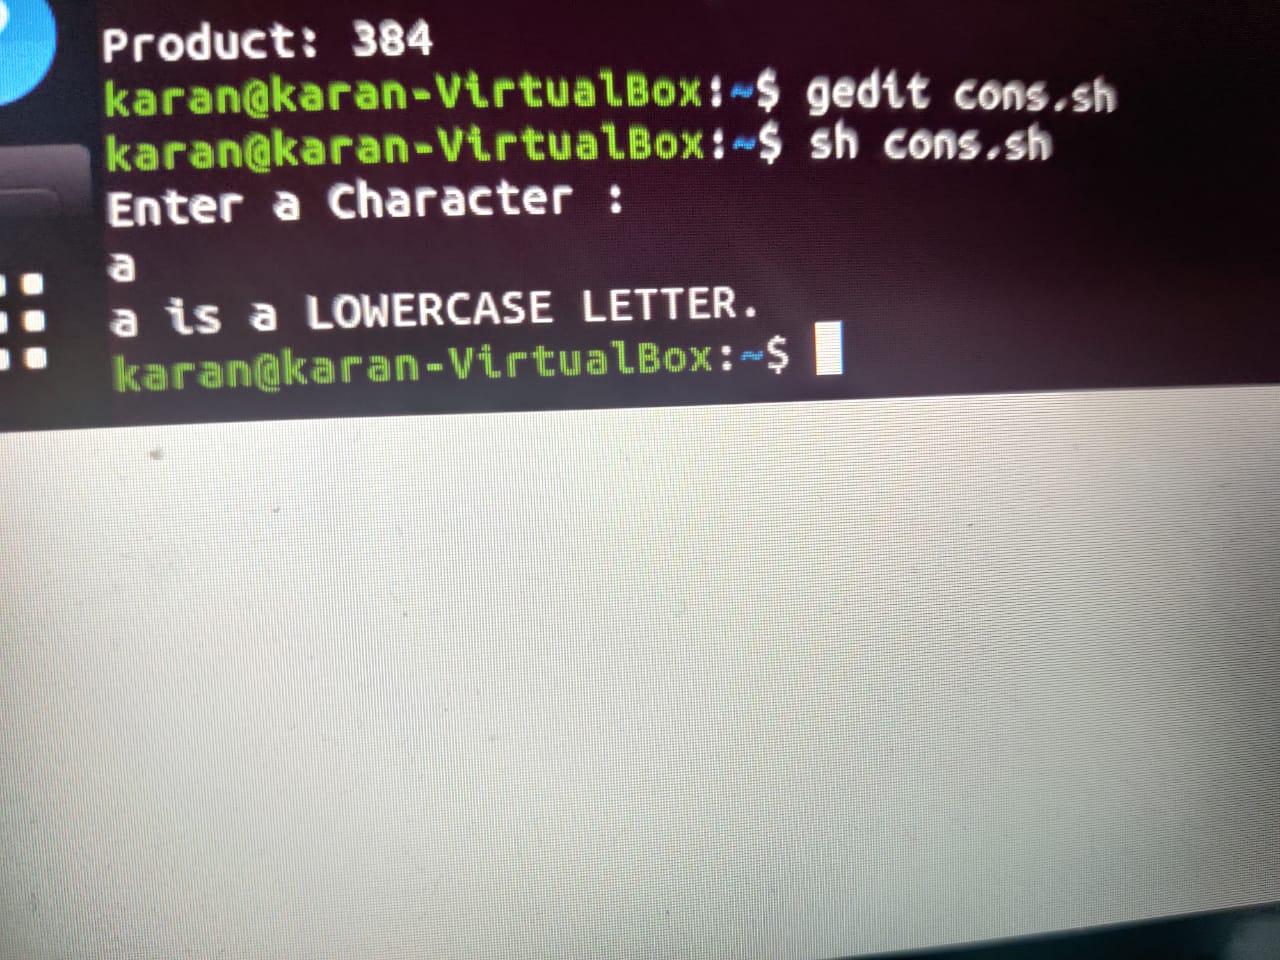 Product: 384
karan@karan-VirtualBox:~$ gedit cons.sh
karan@karan-VirtualBox:~$ sh cons.sh
Enter a Character :
a
a is a LOWERCASE LETTER.
karan@karan-VirtualBox:~$